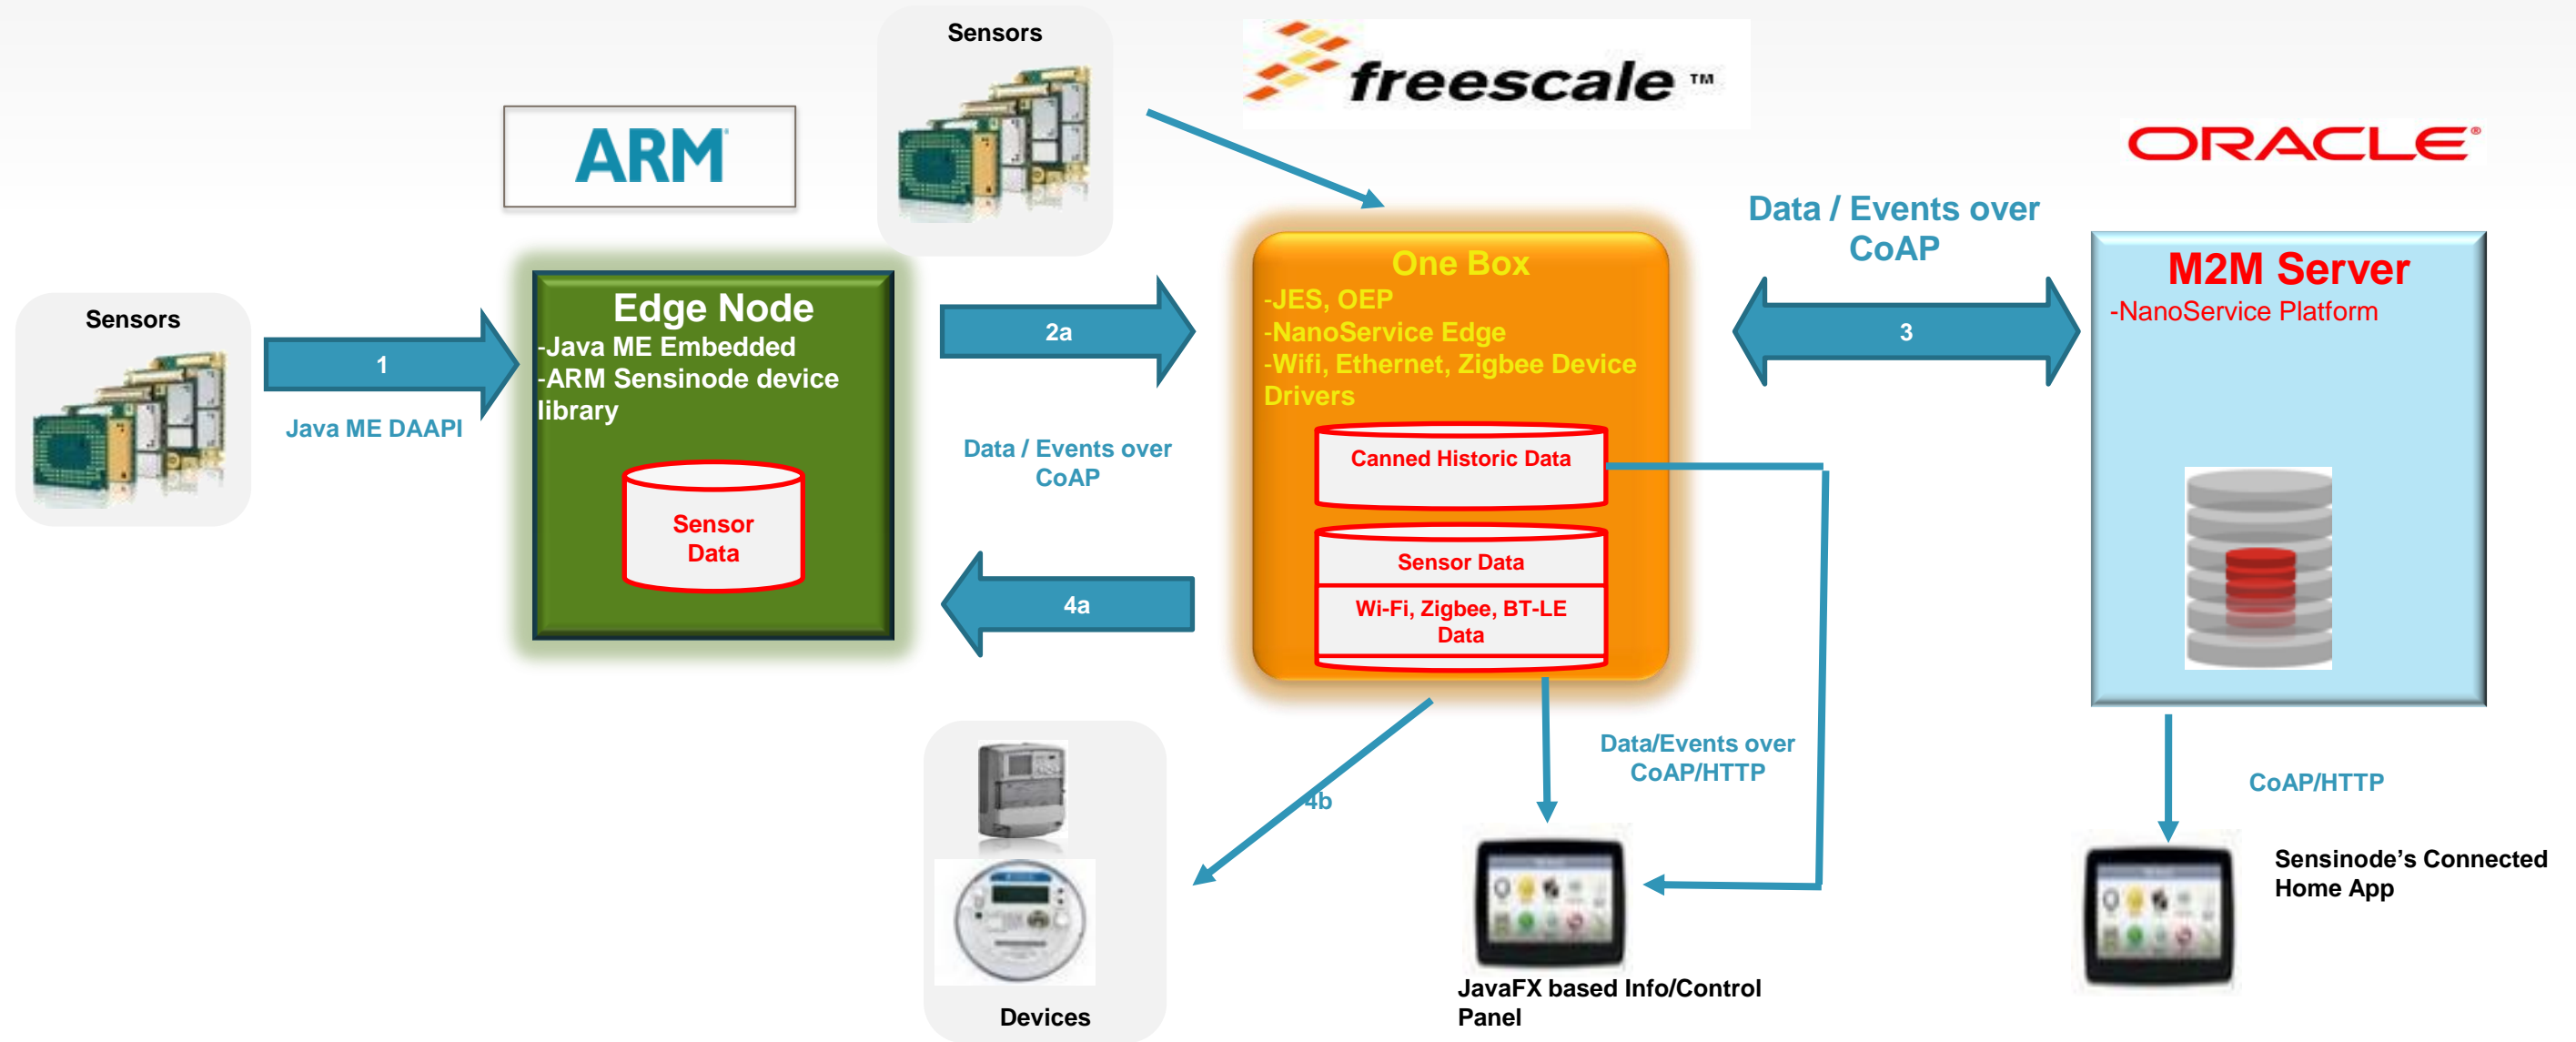 Sensors
freescale ™
ARM
ORACLE®
Data / Events over
CoAP
Sensors
1
Java ME DAAPI
Edge Node
-Java ME Embedded
-ARM Sensinode device
library
Sensor
Data
2a
Data / Events over
CoAP
4a
One Box
-JES, OEP
-NanoService Edge
-Wifi, Ethernet, Zigbee Device
Drivers
Canned Historic Data
Sensor Data
Wi-Fi, Zigbee, BT-LE
Data
3
M2M Server
-NanoService Platform
4b
Data/Events over
CoAP/HTTP
CoAP/HTTP
Devices
JavaFX based Info/Control
Panel
Sensinode’s Connected
Home App